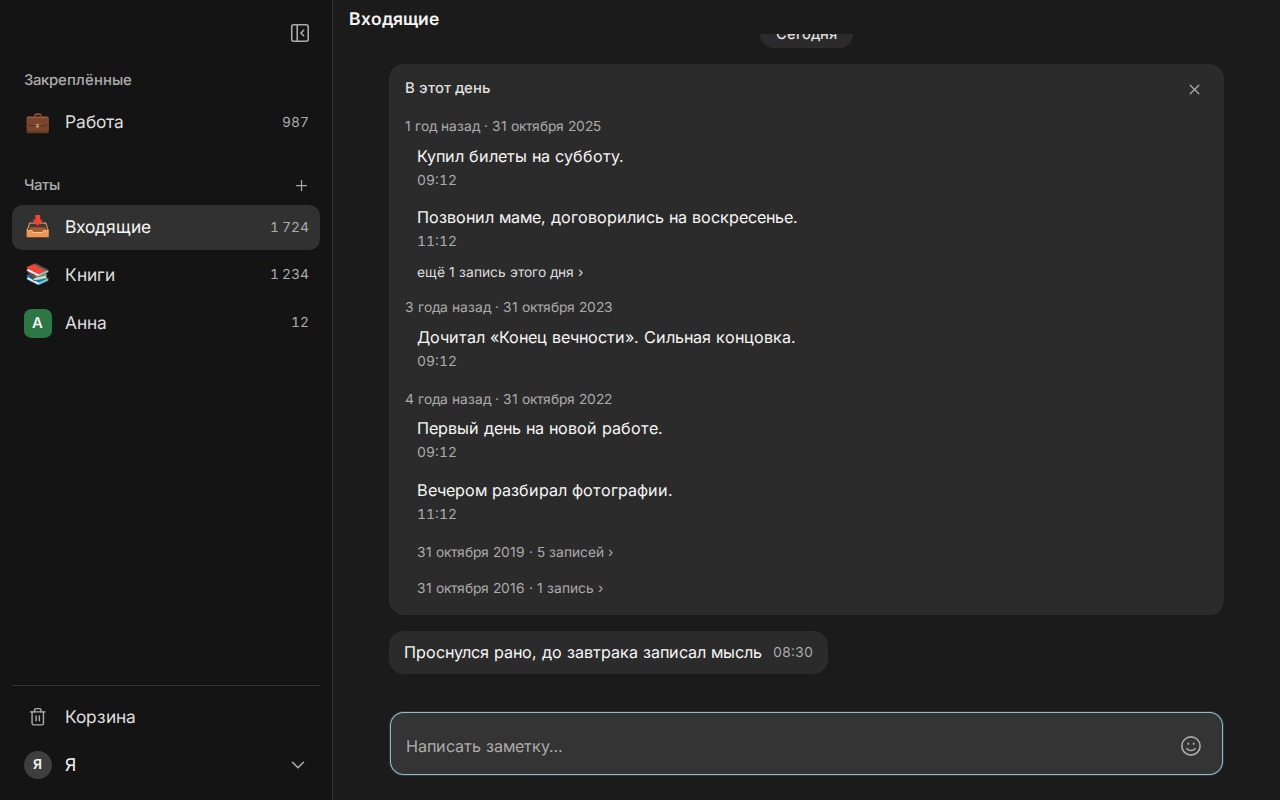 Входящие
Сегодня
Закреплённые
Работа 987
Чаты
Входящие 1 724
Книги 1 234
А Анна 12
Корзина
Я Я
В этот день
1 год назад · 31 октября 2025
Купил билеты на субботу.
09:12
Позвонил маме, договорились на воскресенье.
11:12
ещё 1 запись этого дня ›
3 года назад · 31 октября 2023
Дочитал «Конец вечности». Сильная концовка.
09:12
4 года назад · 31 октября 2022
Первый день на новой работе.
09:12
Вечером разбирал фотографии.
11:12
31 октября 2019 · 5 записей ›
31 октября 2016 · 1 запись ›
Проснулся рано, до завтрака записал мысль 08:30
Написать заметку...